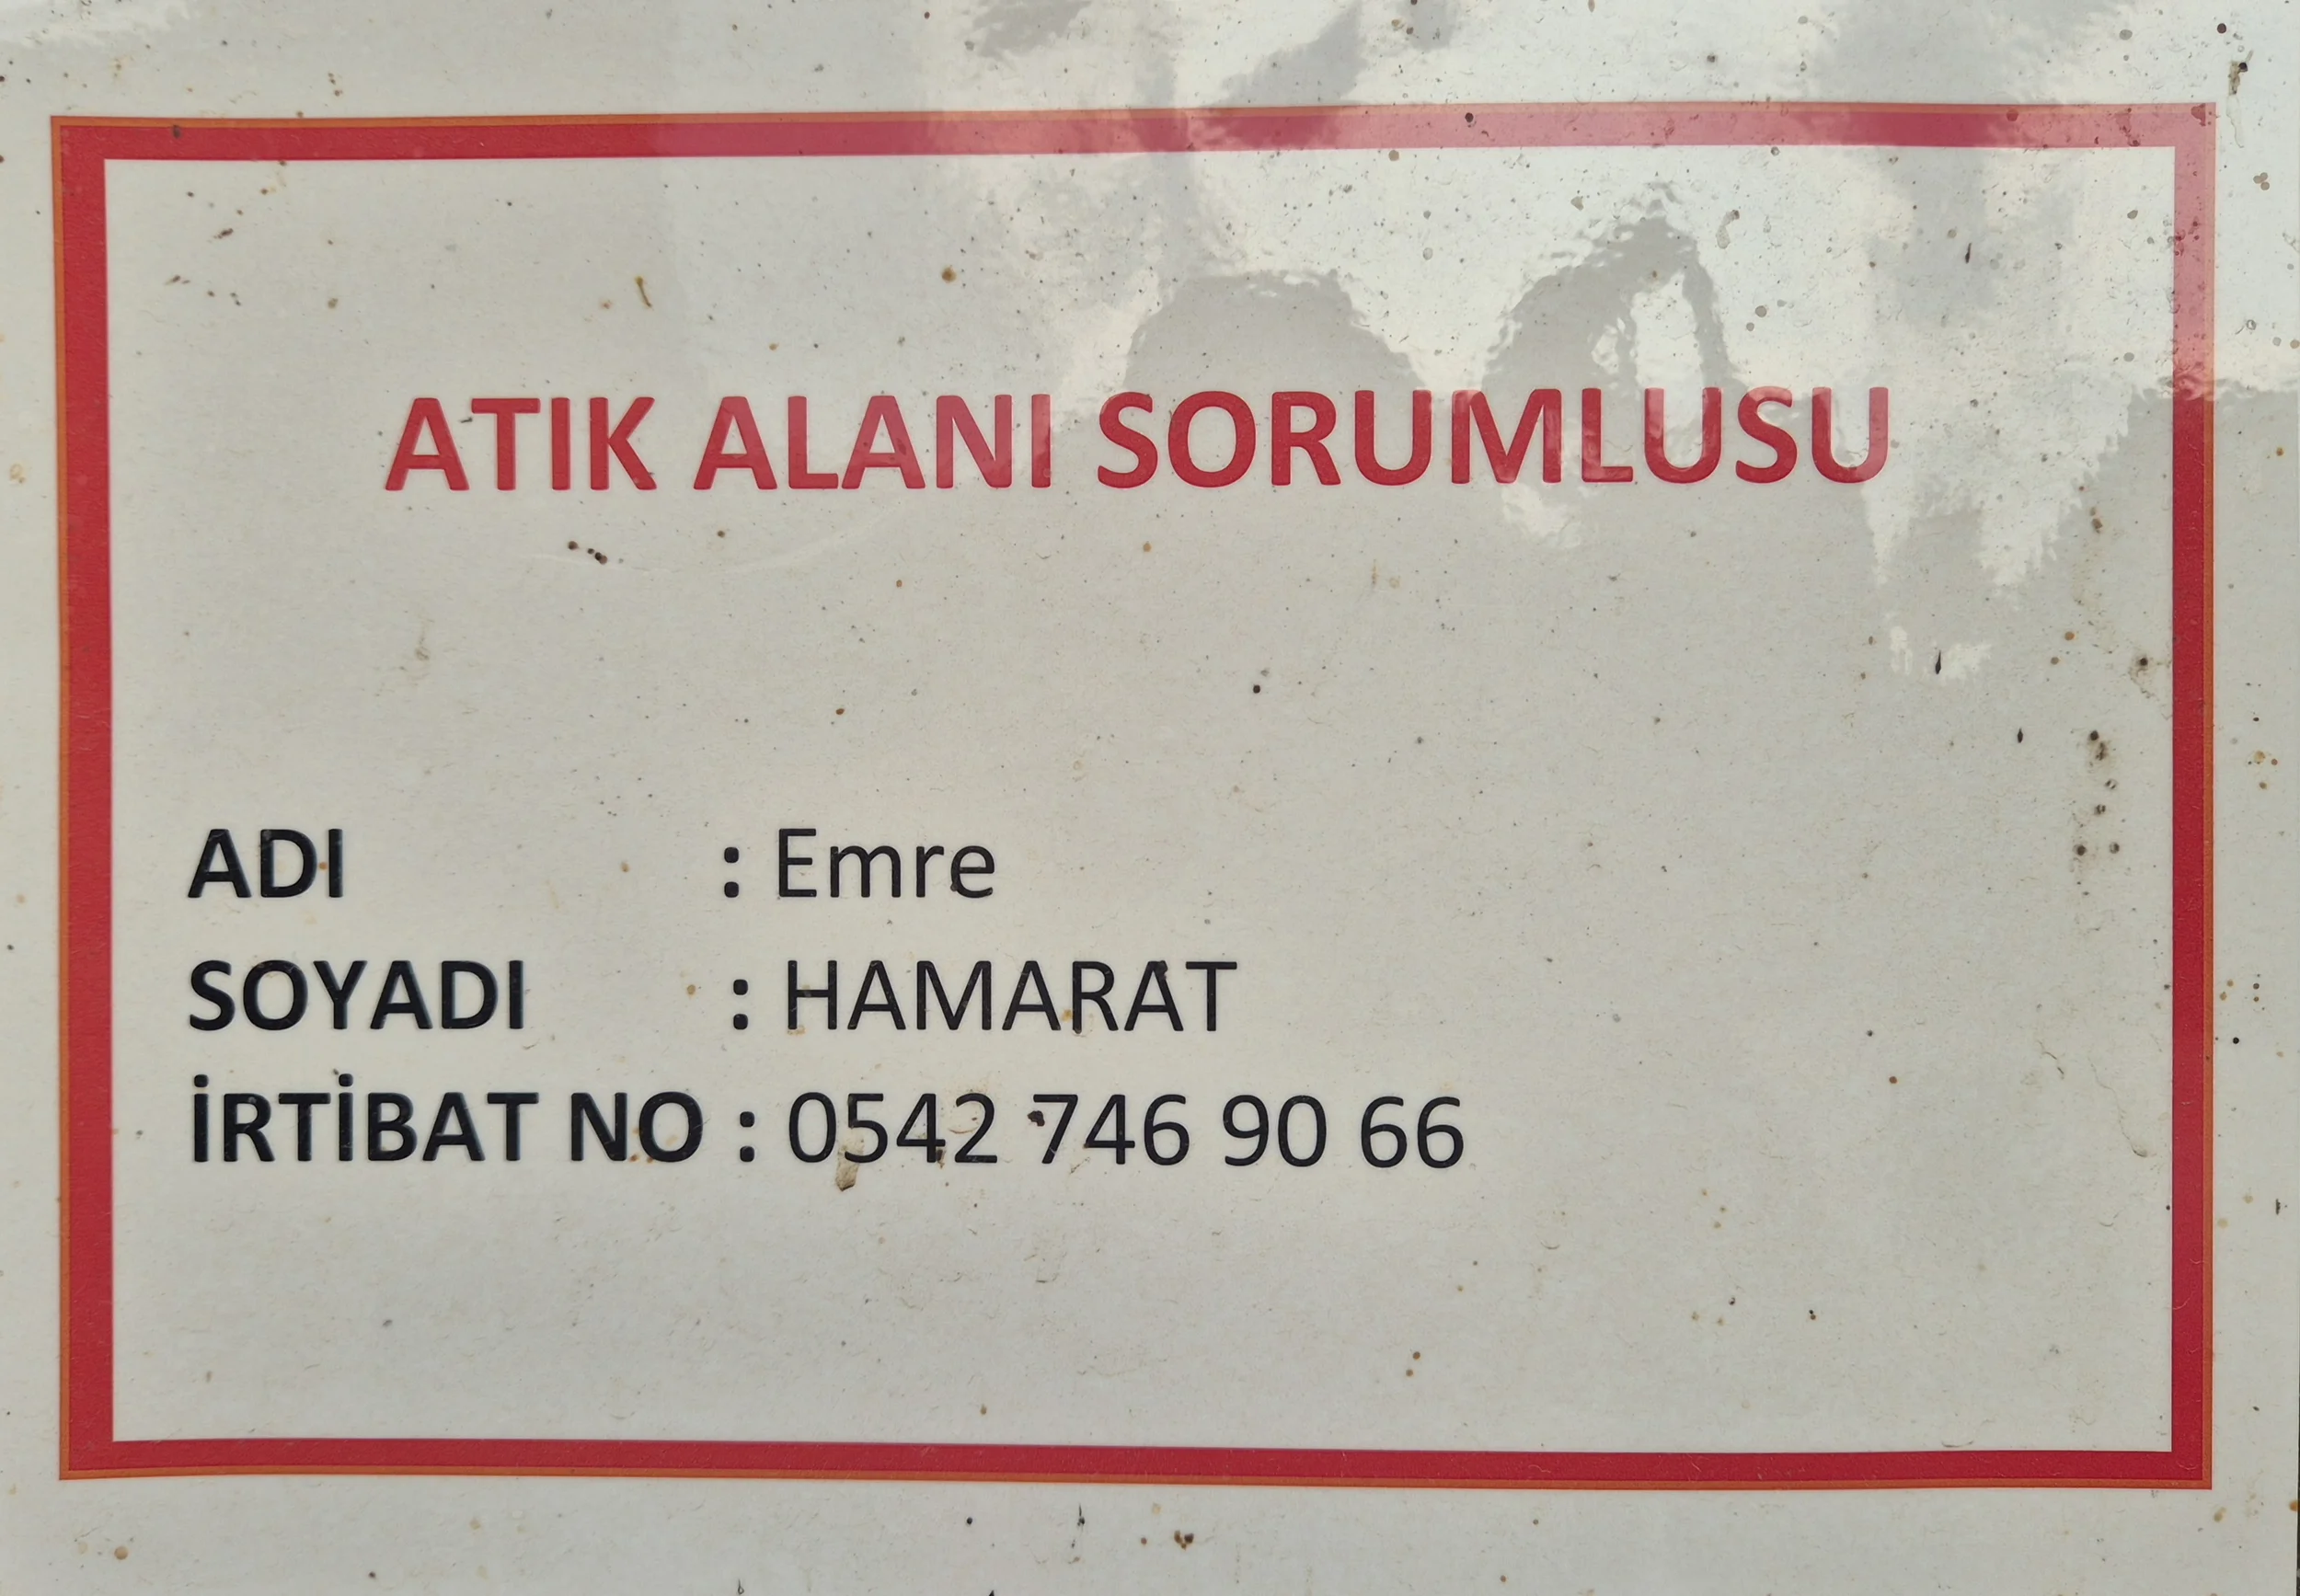 ATIK ALANI SORUMLUSU
ADI : Emre
SOYADI : HAMARAT
İRTİBAT NO : 0542 746 90 66